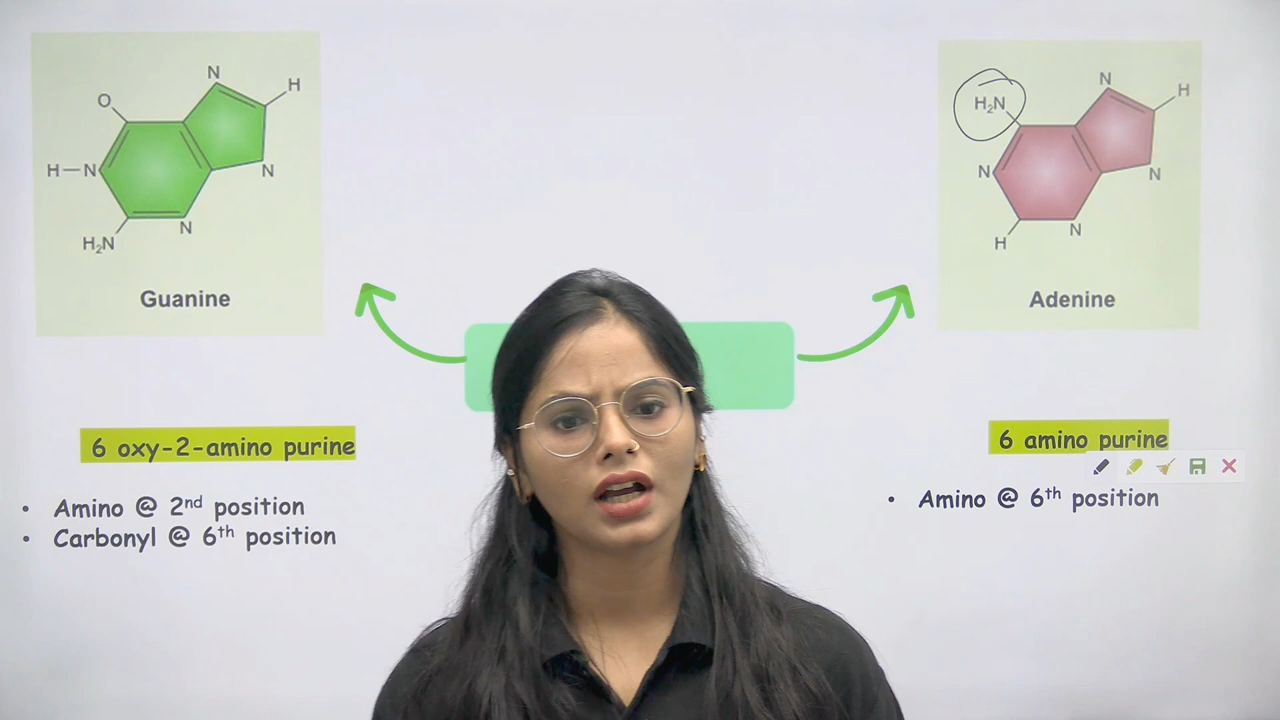 N
H
O
H–N
N
N
H₂N
Guanine
H₂N
N
H
N
N
N
H
Adenine
6 oxy-2-amino purine
• Amino @ 2ⁿᵈ position
• Carbonyl @ 6ᵗʰ position
6 amino purine
• Amino @ 6ᵗʰ position